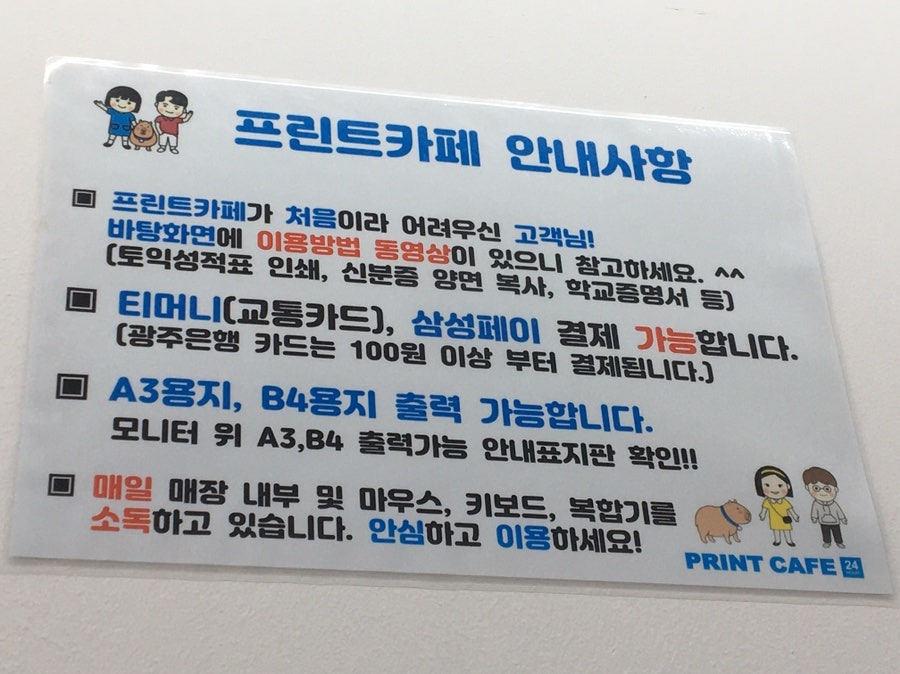 프린트카페 안내사항
▣ 프린트카페가 처음이라 어려우신 고객님!
바탕화면에 이용방법 동영상이 있으니 참고하세요. ^^
(토익성적표 인쇄, 신분증 양면 복사, 학교증명서 등)
▣ 티머니(교통카드), 삼성페이 결제 가능합니다.
(광주은행 카드는 100원 이상 부터 결제됩니다.)
▣ A3용지, B4용지 출력 가능합니다.
모니터 위 A3,B4 출력가능 안내표지판 확인!!
▣ 매일 매장 내부 및 마우스, 키보드, 복합기를
소독하고 있습니다. 안심하고 이용하세요!
PRINT CAFE 24